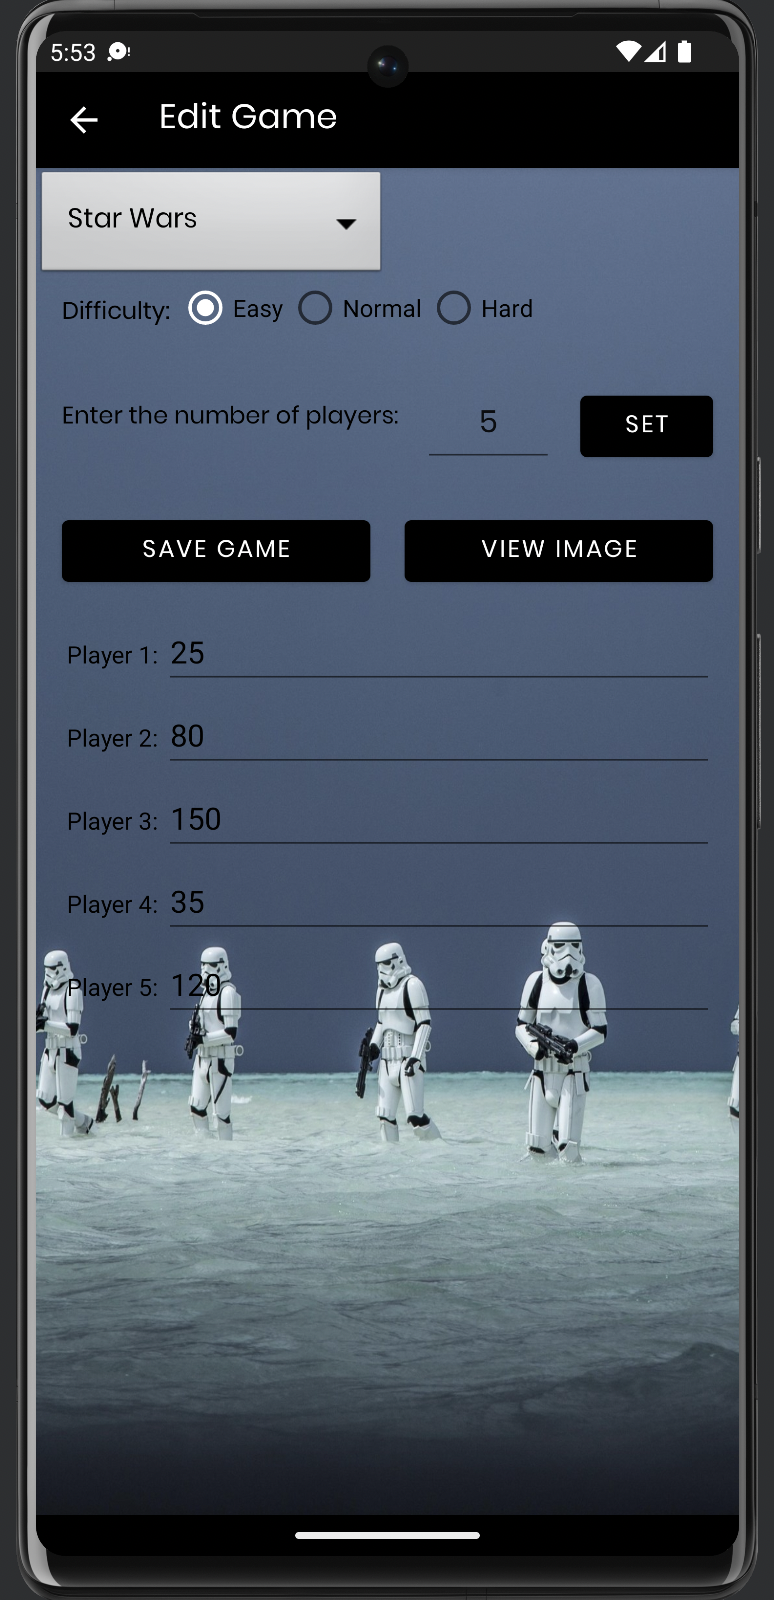 5:53
Edit Game
Star Wars
Difficulty: Easy Normal Hard
Enter the number of players: 5 SET
SAVE GAME VIEW IMAGE
Player 1: 25
Player 2: 80
Player 3: 150
Player 4: 35
Player 5: 120